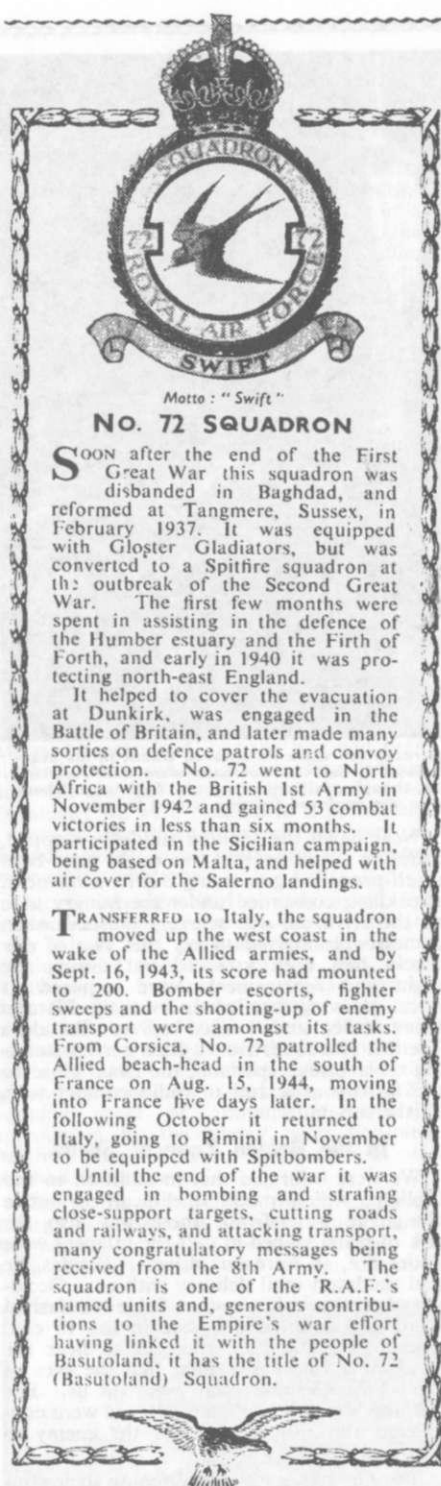 SQUADRON
72 72
ROYAL AIR FORCE
SWIFT
Motto : "Swift"
No. 72 SQUADRON
SOON after the end of the First
Great War this squadron was
disbanded in Baghdad, and
reformed at Tangmere, Sussex, in
February 1937. It was equipped
with Gloster Gladiators, but was
converted to a Spitfire squadron at
the outbreak of the Second Great
War. The first few months were
spent in assisting in the defence of
the Humber estuary and the Firth of
Forth, and early in 1940 it was pro-
tecting north-east England.
It helped to cover the evacuation
at Dunkirk, was engaged in the
Battle of Britain, and later made many
sorties on defence patrols and convoy
protection. No. 72 went to North
Africa with the British 1st Army in
November 1942 and gained 53 combat
victories in less than six months. It
participated in the Sicilian campaign,
being based on Malta, and helped with
air cover for the Salerno landings.
TRANSFERRED to Italy, the squadron
moved up the west coast in the
wake of the Allied armies, and by
Sept. 16, 1943, its score had mounted
to 200. Bomber escorts, fighter
sweeps and the shooting-up of enemy
transport were amongst its tasks.
From Corsica, No. 72 patrolled the
Allied beach-head in the south of
France on Aug. 15, 1944, moving
into France five days later. In the
following October it returned to
Italy, going to Rimini in November
to be equipped with Spitbombers.
Until the end of the war it was
engaged in bombing and strafing
close-support targets, cutting roads
and railways, and attacking transport,
many congratulatory messages being
received from the 8th Army. The
squadron is one of the R.A.F.'s
named units and, generous contribu-
tions to the Empire's war effort
having linked it with the people of
Basutoland, it has the title of No. 72
(Basutoland) Squadron.